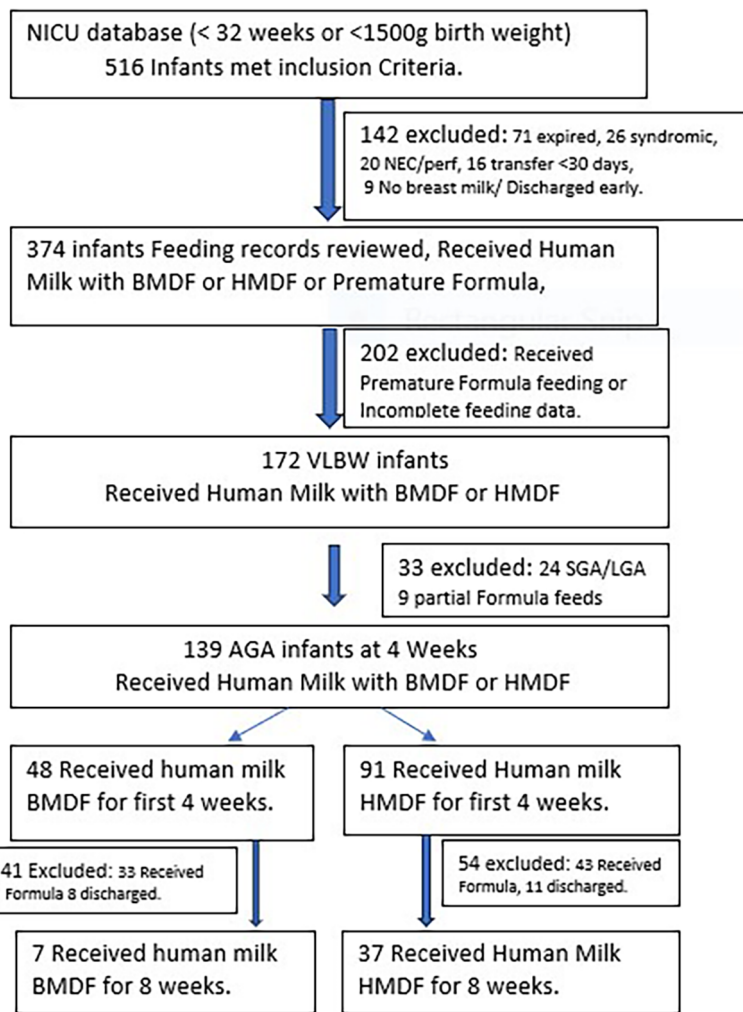 NICU database (< 32 weeks or <1500g birth weight)
516 Infants met inclusion Criteria.
142 excluded: 71 expired, 26 syndromic,
20 NEC/perf, 16 transfer <30 days,
9 No breast milk/ Discharged early.
374 infants Feeding records reviewed, Received Human
Milk with BMDF or HMDF or Premature Formula,
202 excluded: Received
Premature Formula feeding or
Incomplete feeding data.
172 VLBW infants
Received Human Milk with BMDF or HMDF
33 excluded: 24 SGA/LGA
9 partial Formula feeds
139 AGA infants at 4 Weeks
Received Human Milk with BMDF or HMDF
48 Received human milk
BMDF for first 4 weeks.
91 Received Human milk
HMDF for first 4 weeks.
41 Excluded: 33 Received
Formula 8 discharged.
54 excluded: 43 Received
Formula, 11 discharged.
7 Received human milk
BMDF for 8 weeks.
37 Received Human Milk
HMDF for 8 weeks.